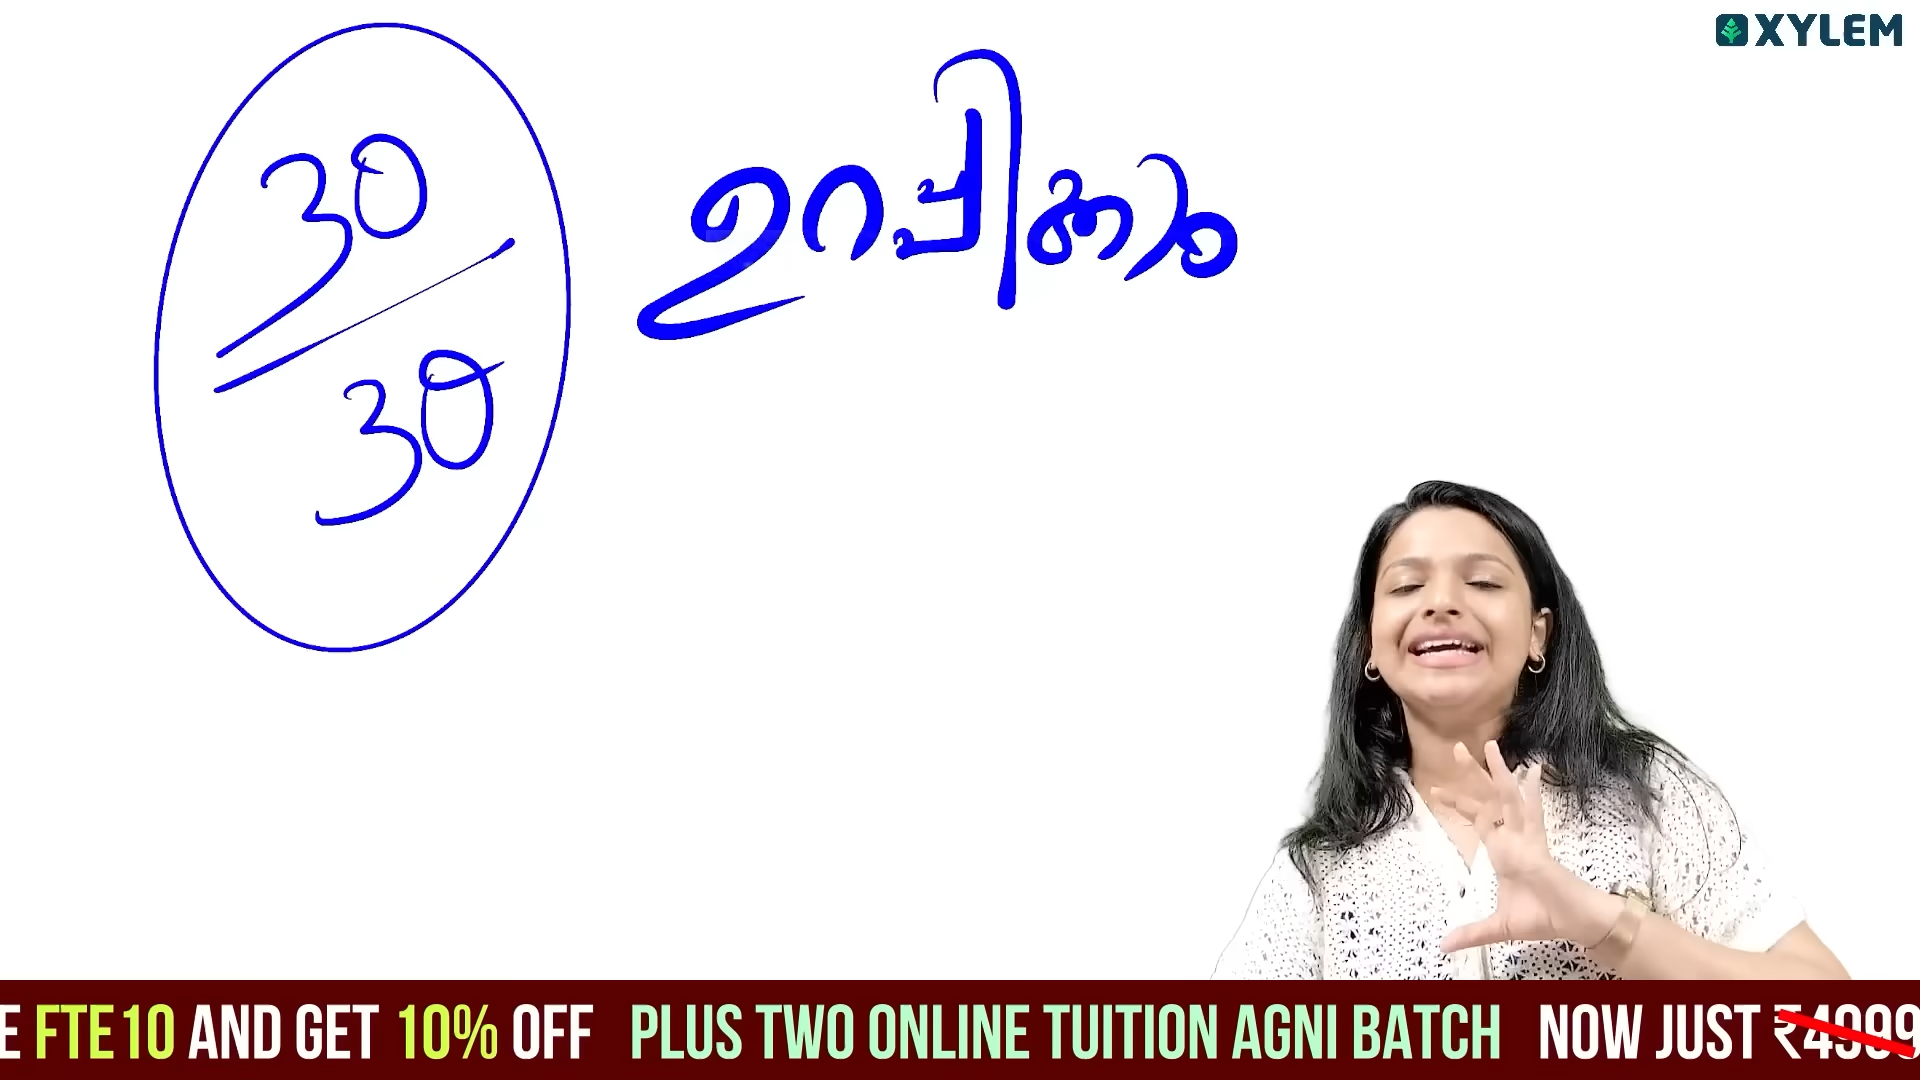 XYLEM
30
30
ഉറപ്പിക്കാം
E FTE10 AND GET 10% OFF PLUS TWO ONLINE TUITION AGNI BATCH NOW JUST ₹4999